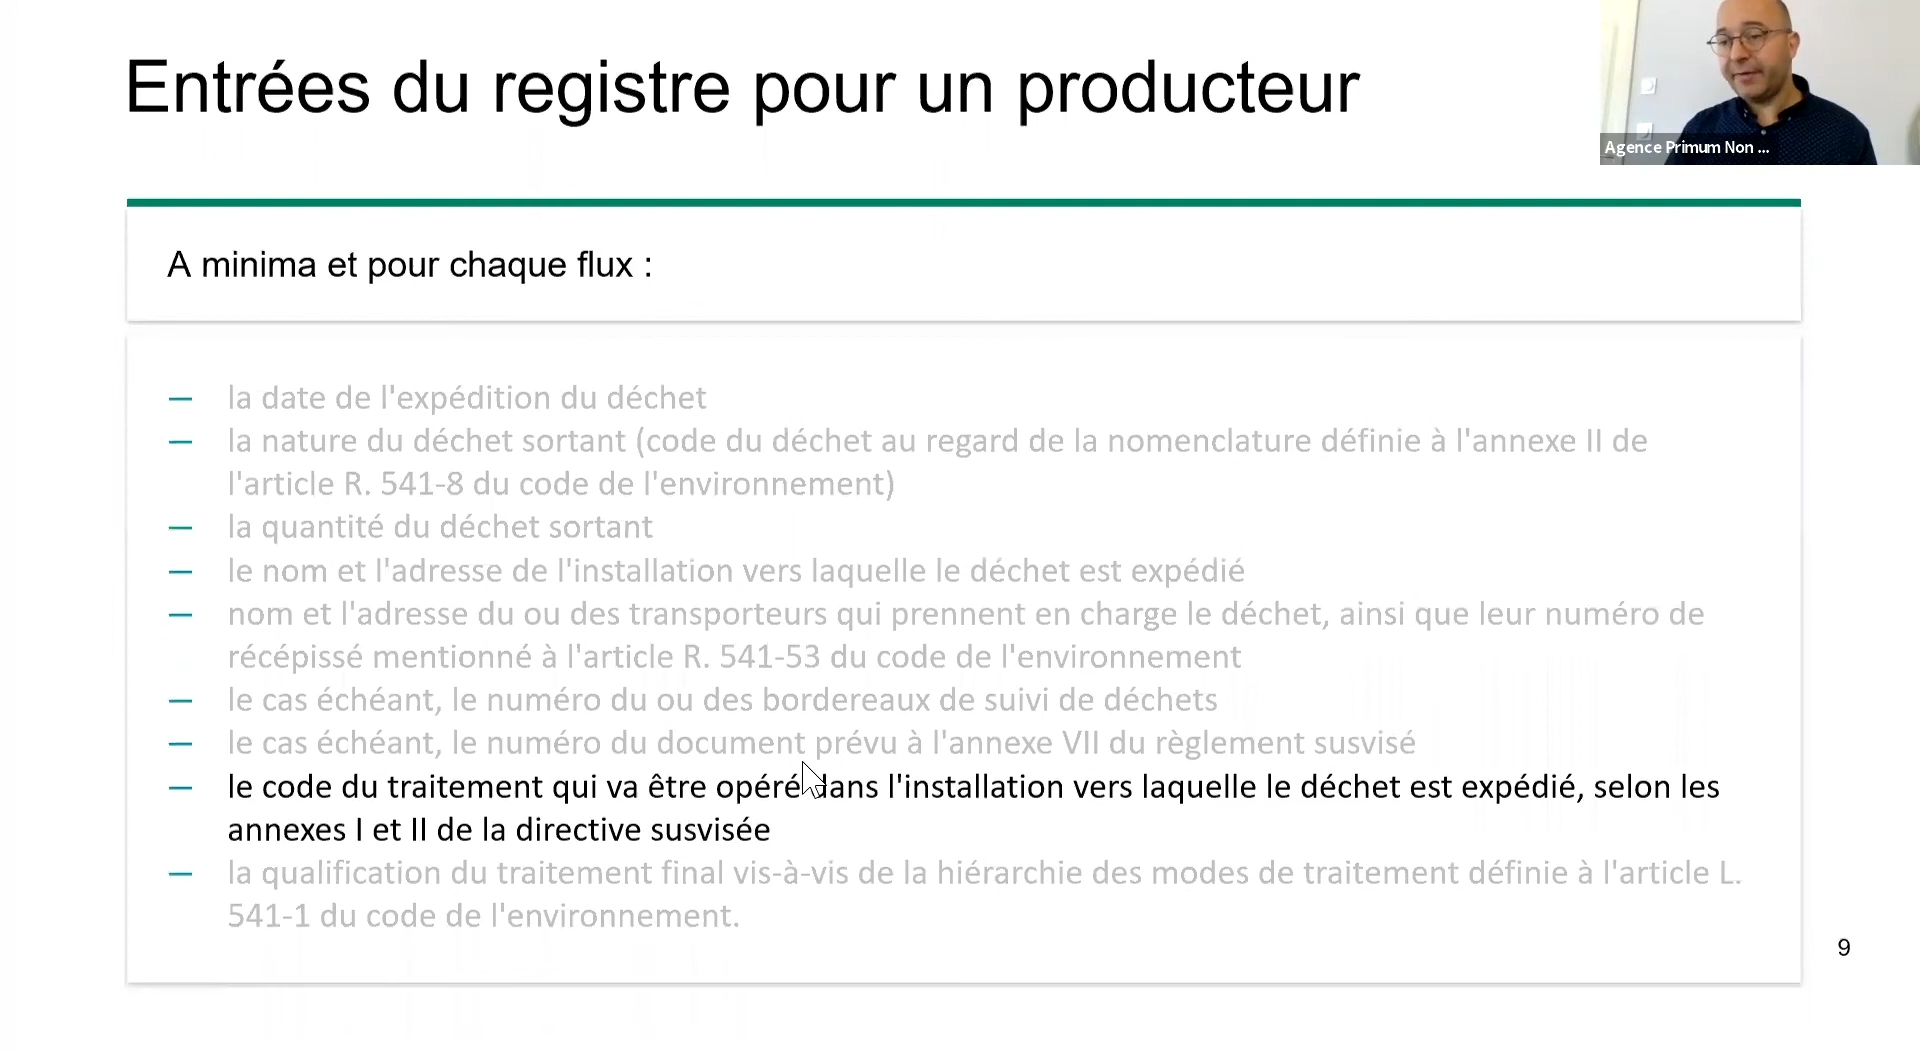 Entrées du registre pour un producteur
Agence Primum Non ...
A minima et pour chaque flux :
– la date de l'expédition du déchet
– la nature du déchet sortant (code du déchet au regard de la nomenclature définie à l'annexe II de
l'article R. 541-8 du code de l'environnement)
– la quantité du déchet sortant
– le nom et l'adresse de l'installation vers laquelle le déchet est expédié
– nom et l'adresse du ou des transporteurs qui prennent en charge le déchet, ainsi que leur numéro de
récépissé mentionné à l'article R. 541-53 du code de l'environnement
– le cas échéant, le numéro du ou des bordereaux de suivi de déchets
– le cas échéant, le numéro du document prévu à l'annexe VII du règlement susvisé
– le code du traitement qui va être opéré dans l'installation vers laquelle le déchet est expédié, selon les
annexes I et II de la directive susvisée
– la qualification du traitement final vis-à-vis de la hiérarchie des modes de traitement définie à l'article L.
541-1 du code de l'environnement.
9